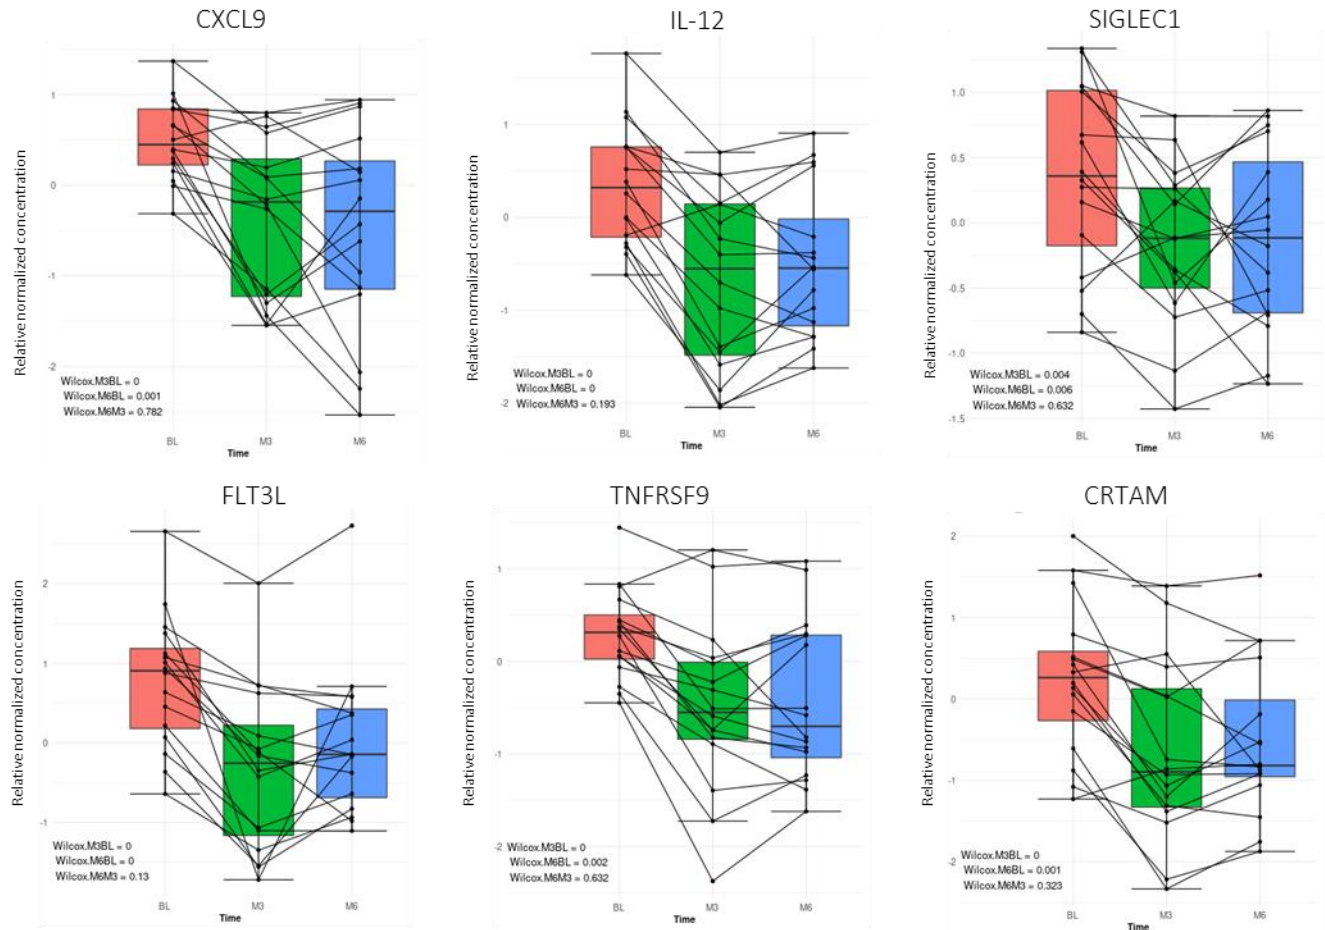 CXCL9
Relative normalized concentration
1
0
-1
-2
Wilcox.M3BL = 0
Wilcox.M6BL = 0.001
Wilcox.M6M3 = 0.782
BL M3 M6
Time
IL-12
Relative normalized concentration
1
0
-1
-2
Wilcox.M3BL = 0
Wilcox.M6BL = 0
Wilcox.M6M3 = 0.193
BL M3 M6
Time
SIGLEC1
Relative normalized concentration
1.0
0.5
0.0
-0.5
-1.0
-1.5
Wilcox.M3BL = 0.004
Wilcox.M6BL = 0.006
Wilcox.M6M3 = 0.632
BL M3 M6
Time
FLT3L
Relative normalized concentration
2
1
0
-1
Wilcox.M3BL = 0
Wilcox.M6BL = 0
Wilcox.M6M3 = 0.13
BL M3 M6
Time
TNFRSF9
Relative normalized concentration
1
0
-1
-2
Wilcox.M3BL = 0
Wilcox.M6BL = 0.002
Wilcox.M6M3 = 0.632
BL M3 M6
Time
CRTAM
Relative normalized concentration
2
1
0
-1
-2
Wilcox.M3BL = 0
Wilcox.M6BL = 0.001
Wilcox.M6M3 = 0.323
BL M3 M6
Time